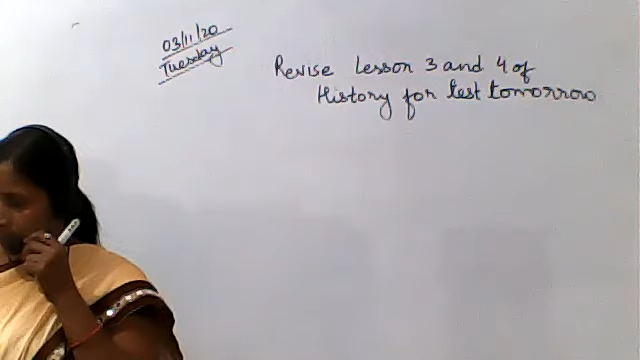 03/11/20
Tuesday
Revise Lesson 3 and 4 of
History for test tomorrow